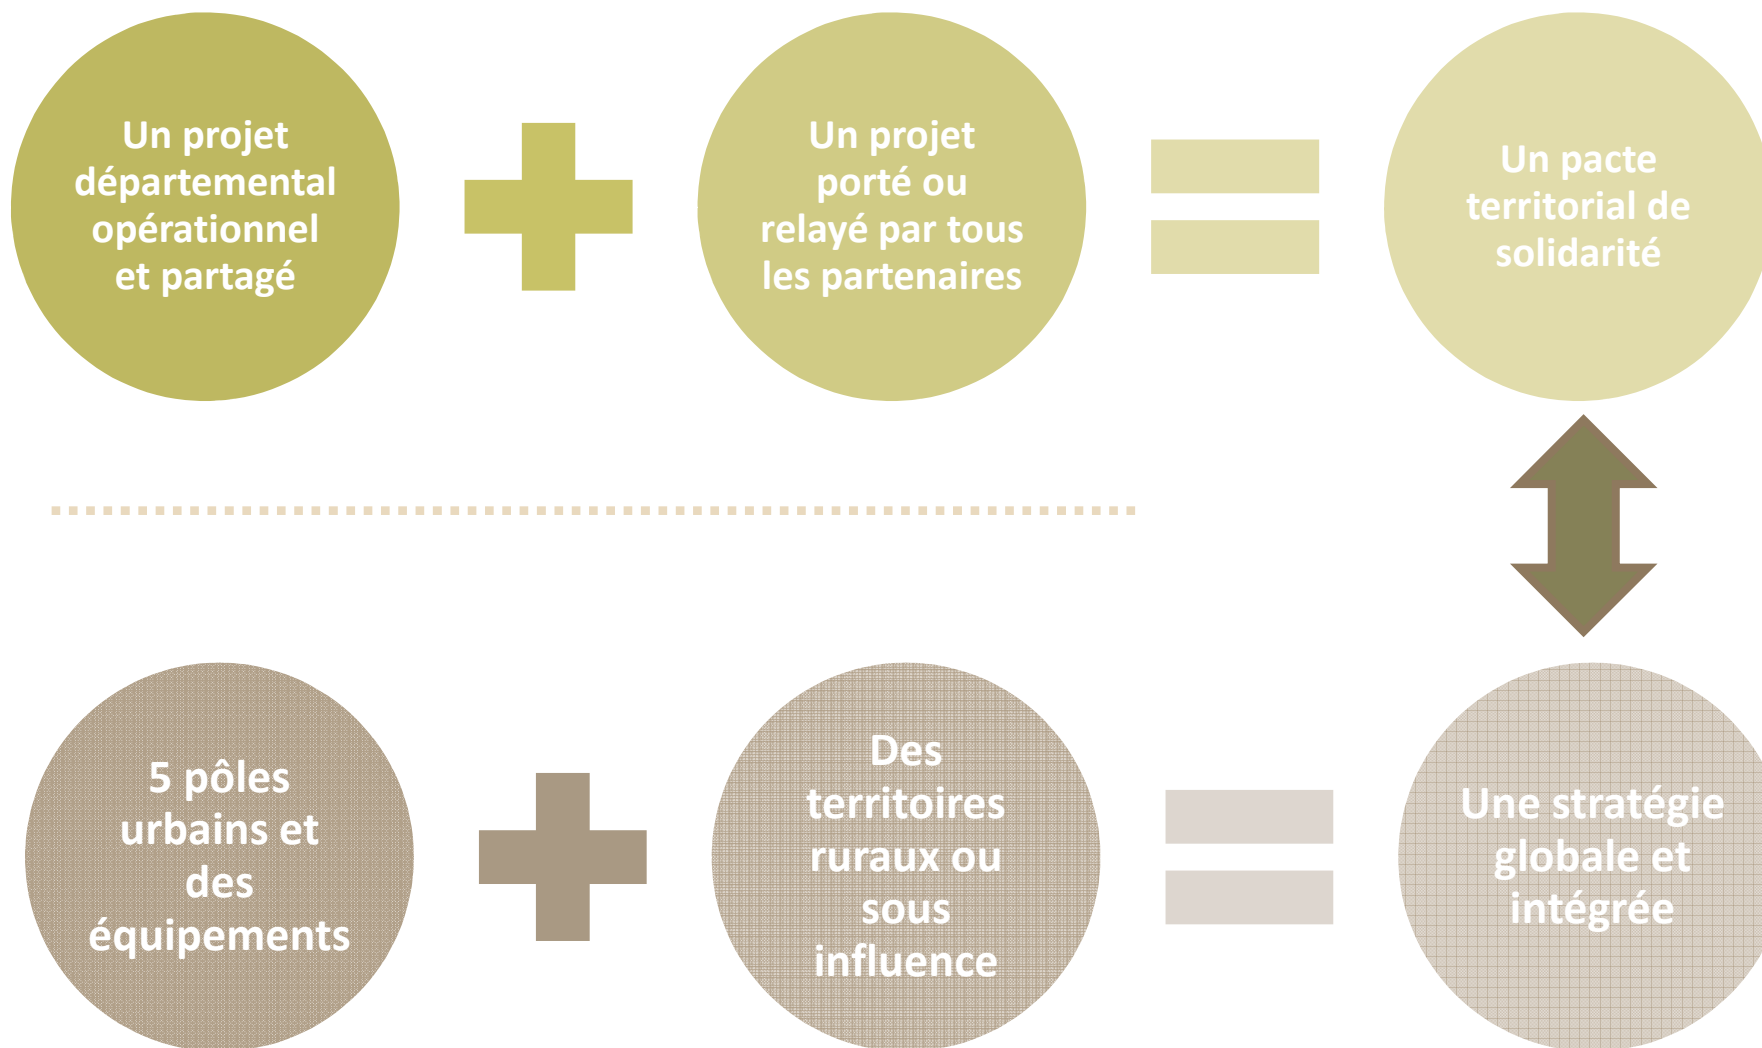 Un projet
départemental
opérationnel
et partagé
Un projet
porté ou
relayé par tous
les partenaires
Un pacte
territorial de
solidarité
5 pôles
urbains et
des
équipements
Des
territoires
ruraux ou
sous
influence
Une stratégie
globale et
intégrée